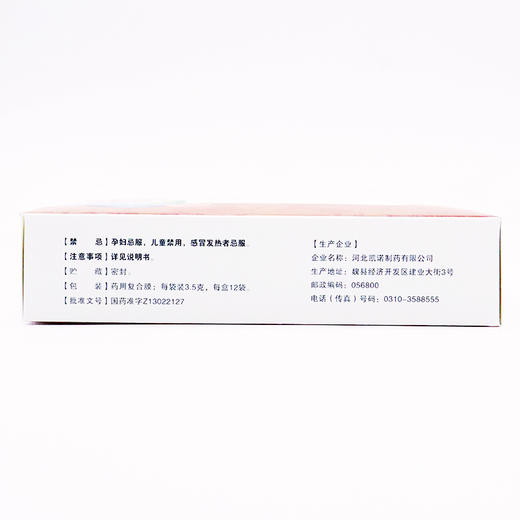 【禁　　忌】孕妇忌服，儿童禁用，感冒发热者忌服。
【注意事项】详见说明书。
【贮　　藏】密封。
【包　　装】药用复合膜；每袋装3.5克，每盒12袋。
【批准文号】国药准字Z13022127
【生产企业】
企业名称：河北凯诺制药有限公司
生产地址：魏县经济开发区建业大街3号
邮政编码：056800
电话（传真）号码：0310-3588555